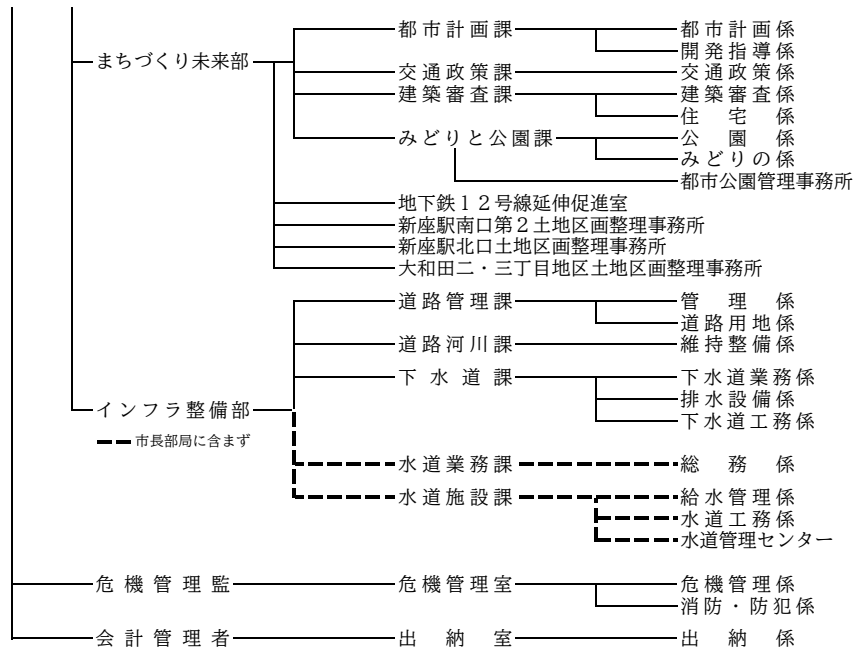 都市計画課 都市計画係
開発指導係
まちづくり未来部
交通政策課 交通政策係
建築審査課 建築審査係
住宅係
みどりと公園課 公園係
みどりの係
都市公園管理事務所
地下鉄１２号線延伸促進室
新座駅南口第２土地区画整理事務所
新座駅北口土地区画整理事務所
大和田二・三丁目地区土地区画整理事務所
道路管理課 管理係
道路用地係
道路河川課 維持整備係
下水道課 下水道業務係
排水設備係
インフラ整備部
下水道工務係
市長部局に含まず
水道業務課 総務係
水道施設課 給水管理係
水道工務係
水道管理センター
危機管理監 危機管理室 危機管理係
消防・防犯係
会計管理者 出納室 出納係